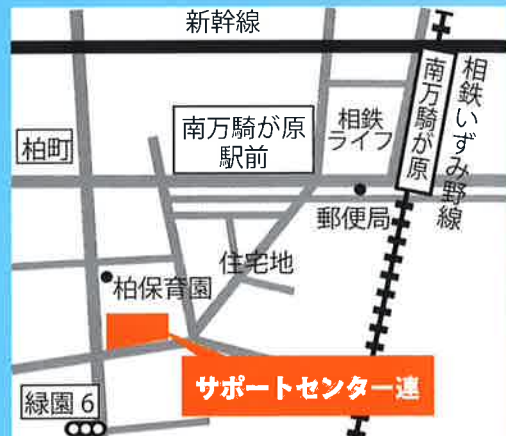 新幹線
相鉄いずみ野線
南万騎が原
相鉄
ライフ
南万騎が原
駅前
柏町
郵便局
住宅地
柏保育園
サポートセンター連
緑園6